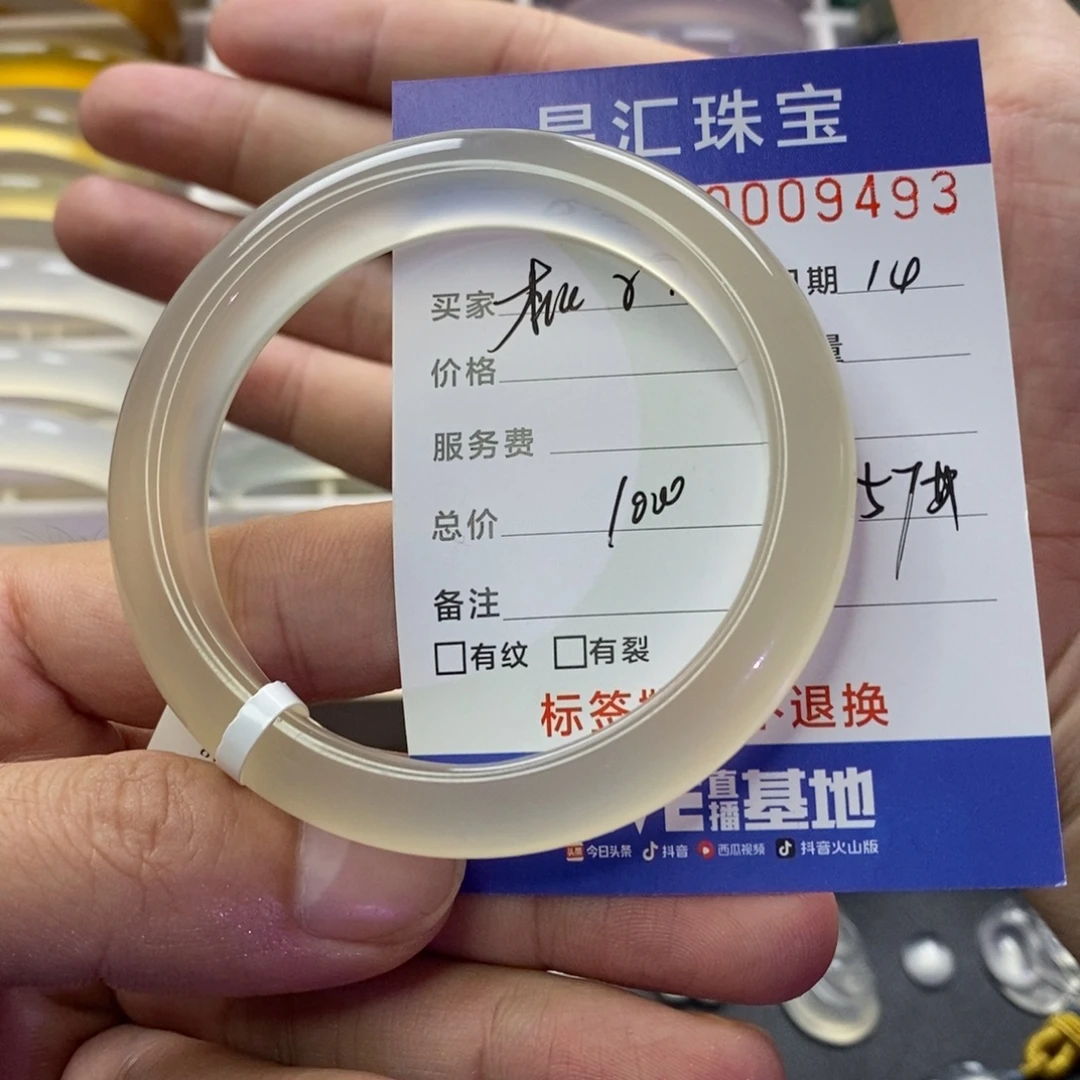 汇珠宝
0009493
买家 期 14
价格 量
服务费
总价 1000 57
备注
□有纹 □有裂
标签 退换
直播基地
今日头条 抖音 西瓜视频 抖音火山版